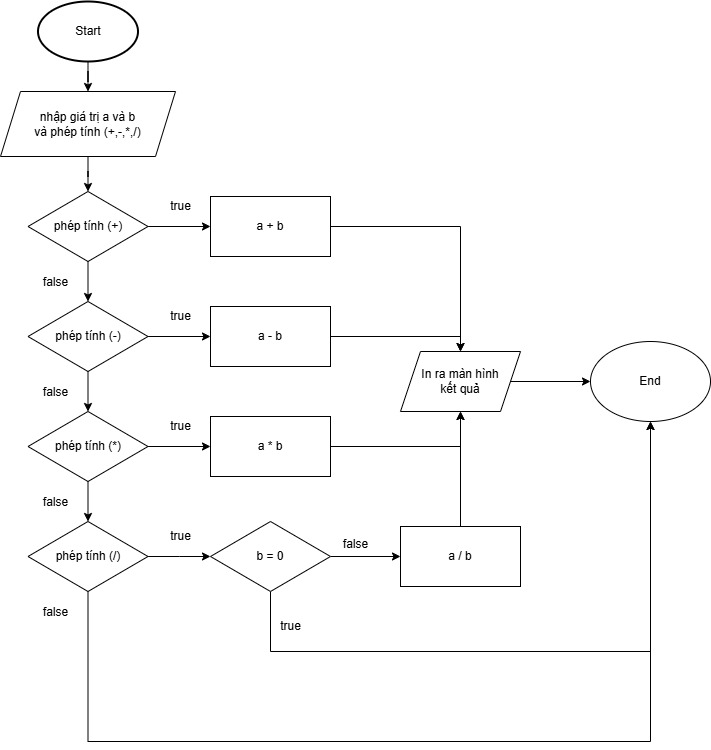 Start
nhập giá trị a và b
và phép tính (+,-,*,/)
phép tính (+)
true
a + b
false
phép tính (-)
true
a - b
false
In ra màn hình
kết quả
End
phép tính (*)
true
a * b
false
phép tính (/)
true
b = 0
false
a / b
false
true